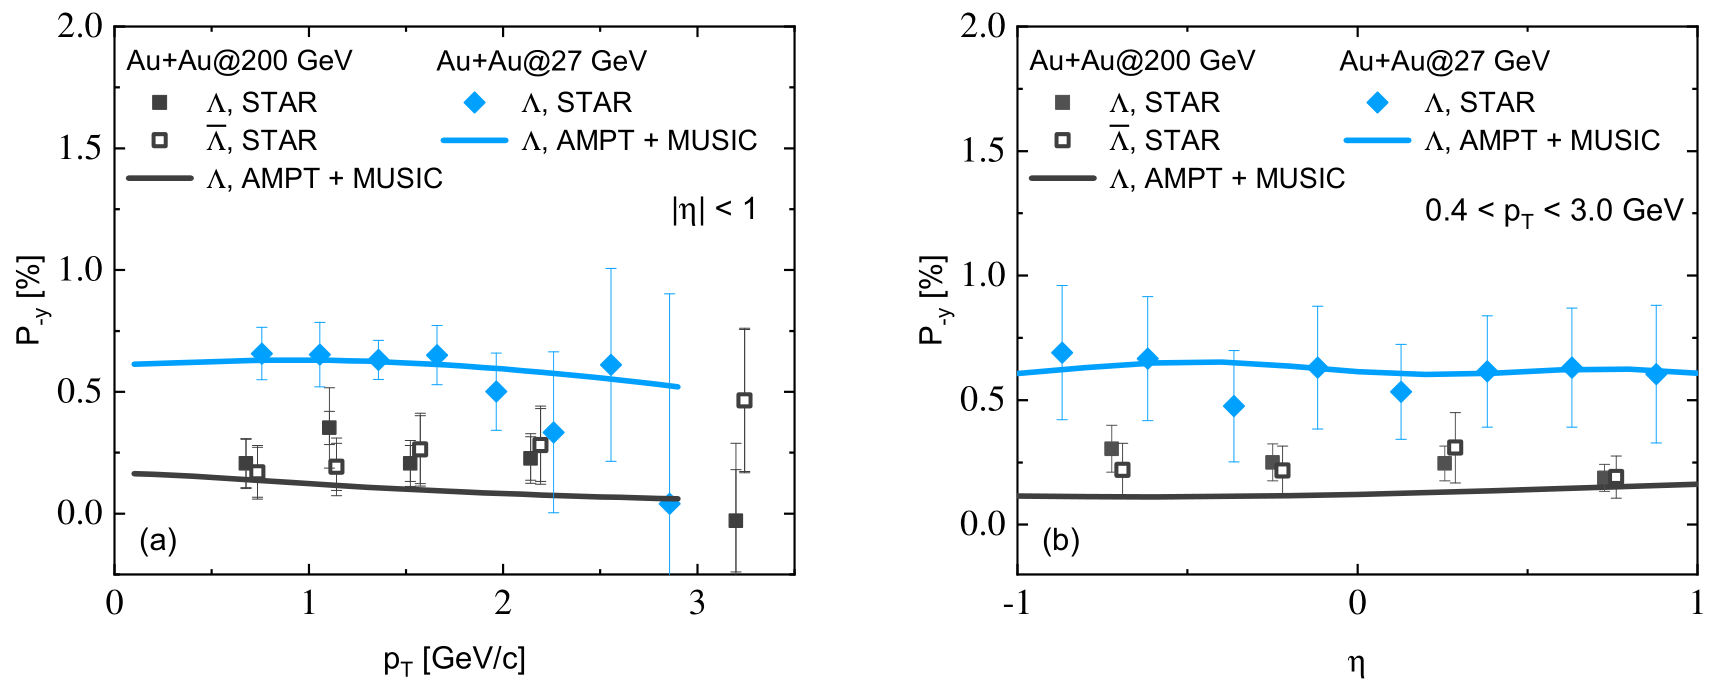 2.0
1.5
1.0
0.5
0.0
P-y [%]
Au+Au@200 GeV
Λ, STAR
Λ̅, STAR
Λ, AMPT + MUSIC
Au+Au@27 GeV
Λ, STAR
Λ, AMPT + MUSIC
|η| < 1
(a)
0 1 2 3
pT [GeV/c]
2.0
1.5
1.0
0.5
0.0
P-y [%]
Au+Au@200 GeV
Λ, STAR
Λ̅, STAR
Λ, AMPT + MUSIC
Au+Au@27 GeV
Λ, STAR
Λ, AMPT + MUSIC
0.4 < pT < 3.0 GeV
(b)
-1 0 1
η